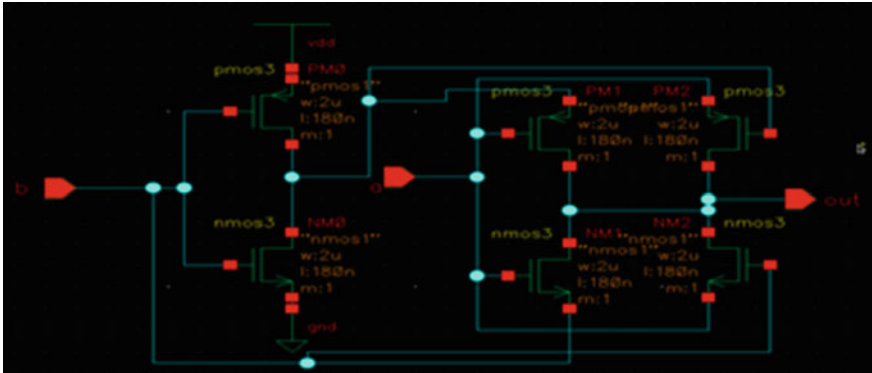 vdd
pmos3 PM0
"pmos1"
w:2u
l:180n
m:1
pmos3 PM1
w:2u
l:180n
m:1
PM2 pmos3
w:2u
l:180n
m:1
b
a
out
nmos3 NM0
"nmos1"
w:2u
l:180n
m:1
gnd
nmos3 NM1
"nmos1"
w:2u
l:180n
m:1
NM2 nmos3
nmos1"
w:2u
l:180n
m:1